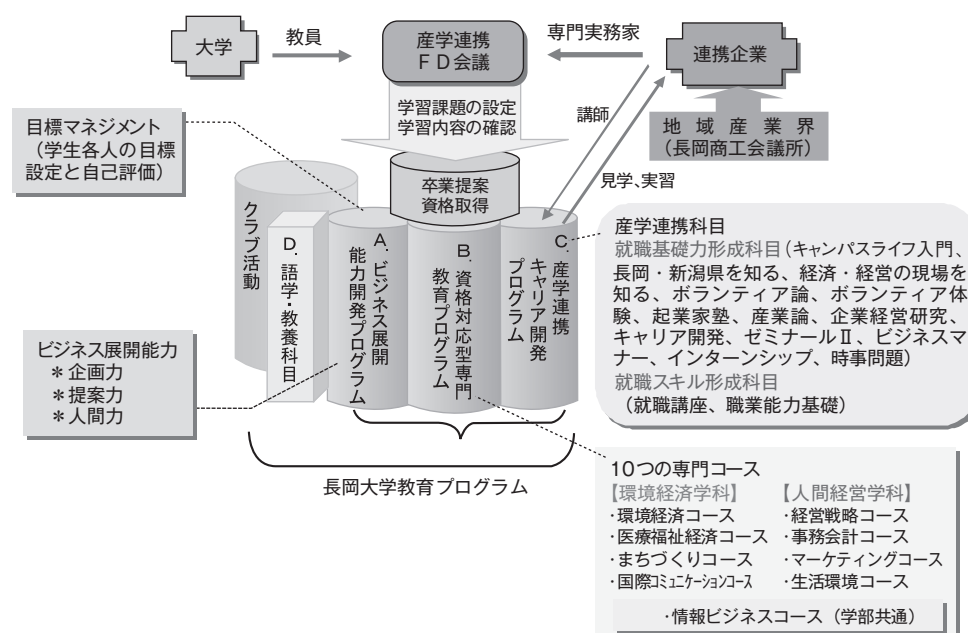 大学
教員
産学連携
ＦＤ会議
専門実務家
連携企業
学習課題の設定
学習内容の確認
講師
地域産業界
（長岡商工会議所）
見学、実習
目標マネジメント
（学生各人の目標
設定と自己評価）
卒業提案
資格取得
クラブ活動
D．語学・教養科目
A．ビジネス展開
能力開発プログラム
B．資格対応型専門
教育プログラム
C．産学連携
キャリア開発
プログラム
産学連携科目
就職基礎力形成科目（キャンパスライフ入門、
長岡・新潟県を知る、経済・経営の現場を
知る、ボランティア論、ボランティア体
験、起業家塾、産業論、企業経営研究、
キャリア開発、ゼミナールⅡ、ビジネスマ
ナー、インターンシップ、時事問題）
就職スキル形成科目
（就職講座、職業能力基礎）
ビジネス展開能力
＊企画力
＊提案力
＊人間力
長岡大学教育プログラム
10つの専門コース
【環境経済学科】
・環境経済コース
・医療福祉経済コース
・まちづくりコース
・国際コミュニケーションコース
【人間経営学科】
・経営戦略コース
・事務会計コース
・マーケティングコース
・生活環境コース
・情報ビジネスコース（学部共通）